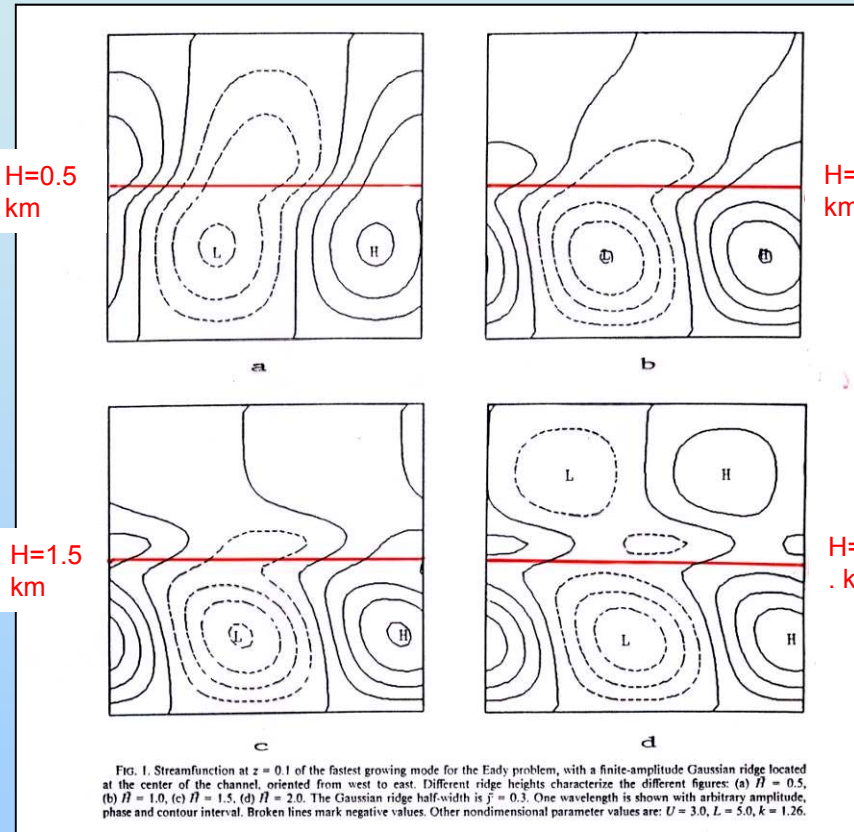 H=0.5
km
H=
km
L
H
L
H
a
b
H=1.5
km
H=
. k
L
H
L
H
L
H
c
d
FIG. 1. Streamfunction at z = 0.1 of the fastest growing mode for the Eady problem, with a finite-amplitude Gaussian ridge located
at the center of the channel, oriented from west to east. Different ridge heights characterize the different figures: (a) H̃ = 0.5,
(b) H̃ = 1.0, (c) H̃ = 1.5, (d) H̃ = 2.0. The Gaussian ridge half-width is = 0.3. One wavelength is shown with arbitrary amplitude,
phase and contour interval. Broken lines mark negative values. Other nondimensional parameter values are: U = 3.0, L = 5.0, k = 1.26.